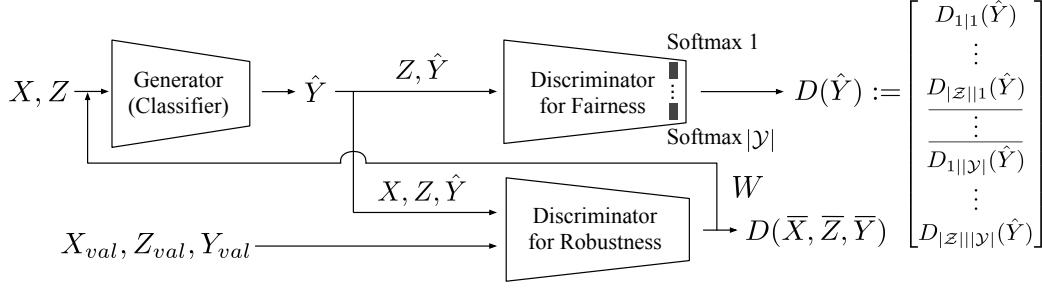 X, Z
Generator
(Classifier)
Ŷ
Z, Ŷ
Softmax 1
Discriminator
for Fairness
⋮
Softmax |𝒴|
D(Ŷ) :=
D_{1|1}(Ŷ)
⋮
D_{|𝒵||1}(Ŷ)
⋮
D_{1||𝒴|}(Ŷ)
⋮
D_{|𝒵|||𝒴|}(Ŷ)
X, Z, Ŷ
W
X_{val}, Z_{val}, Y_{val}
Discriminator
for Robustness
D(X̅, Z̅, Y̅)